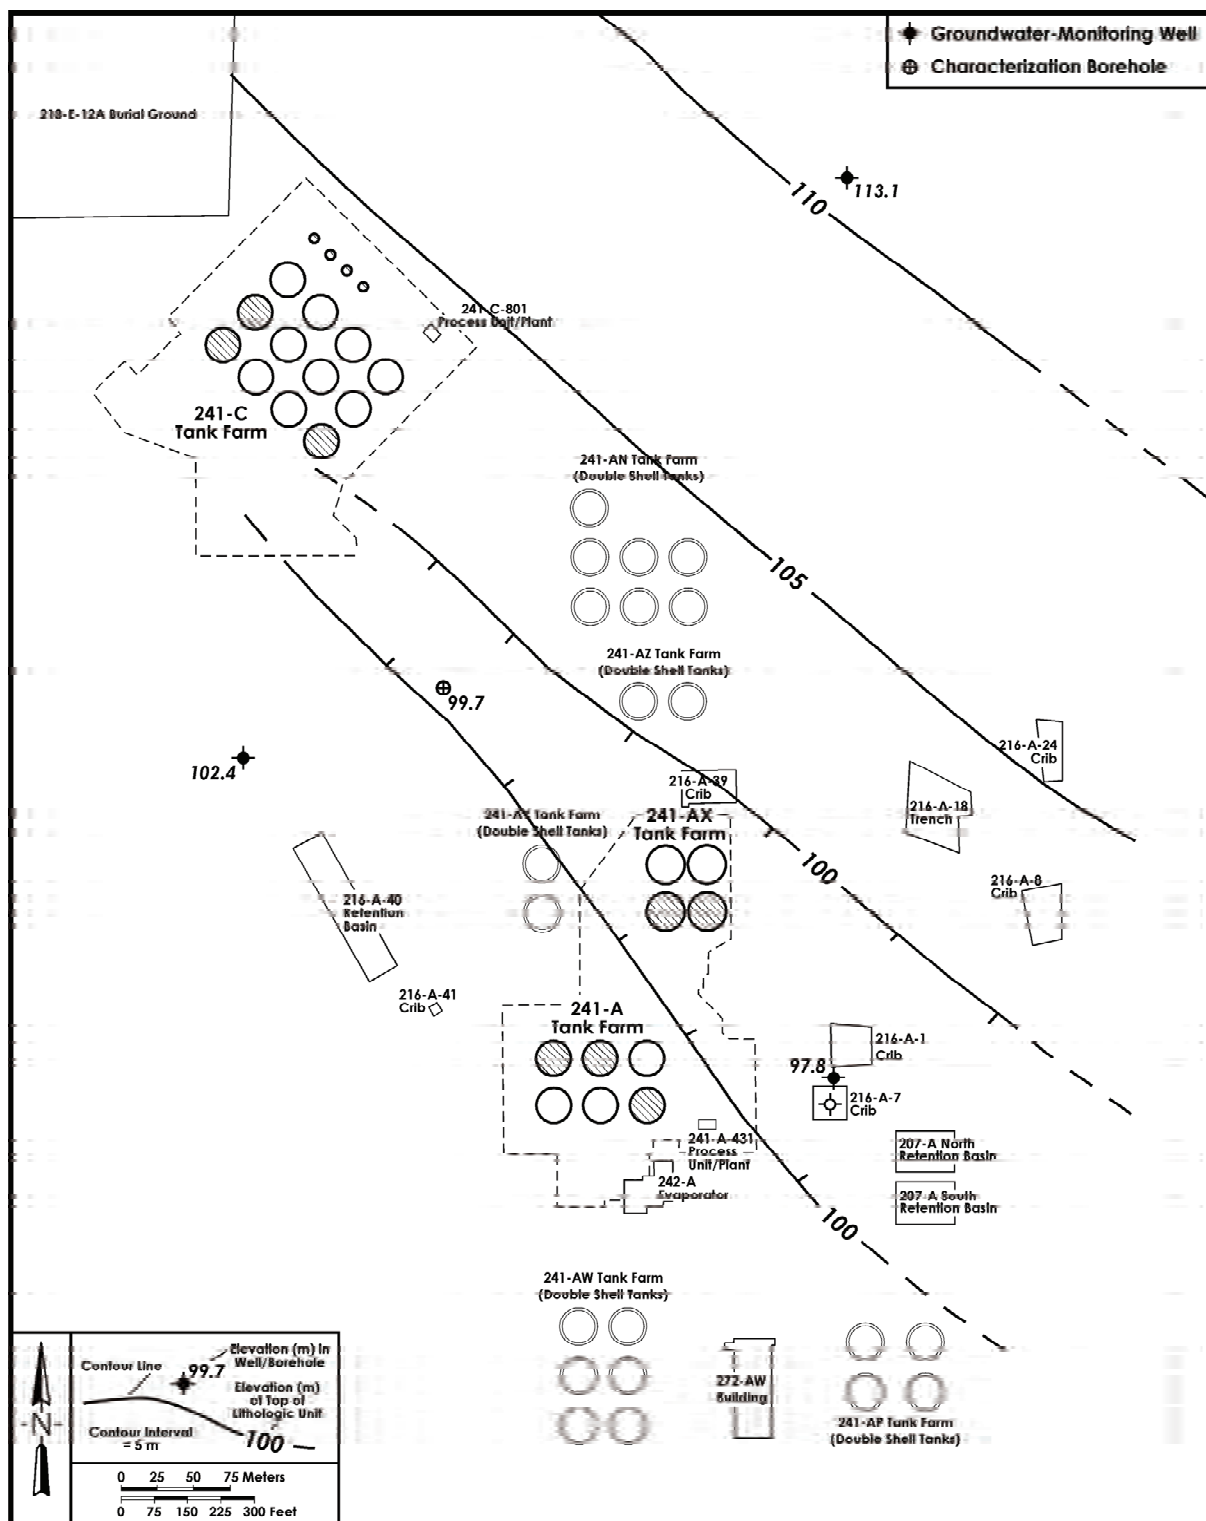 Groundwater-Monitoring Well
Characterization Borehole
218-E-12A Burial Ground
110
113.1
241-C-801
Process Unit/Plant
241-C
Tank Farm
241-AN Tank Farm
(Double Shell Tanks)
105
241-AZ Tank Farm
(Double Shell Tanks)
99.7
102.4
216-A-24
Crib
216-A-39
Crib
216-A-18
Trench
241-AY Tank Farm
(Double Shell Tanks)
241-AX
Tank Farm
100
216-A-8
Crib
216-A-40
Retention
Basin
216-A-41
Crib
241-A
Tank Farm
216-A-1
Crib
97.8
216-A-7
Crib
241-A-431
Process
Unit/Plant
207-A North
Retention Basin
242-A
Evaporator
207-A South
Retention Basin
100
241-AW Tank Farm
(Double Shell Tanks)
272-AW
Building
241-AP Tank Farm
(Double Shell Tanks)
N
Contour Line
99.7
Elevation (m) in
Well/Borehole
Elevation (m)
of Top of
Lithologic Unit
Contour Interval
= 5 m
100
0 25 50 75 Meters
0 75 150 225 300 Feet